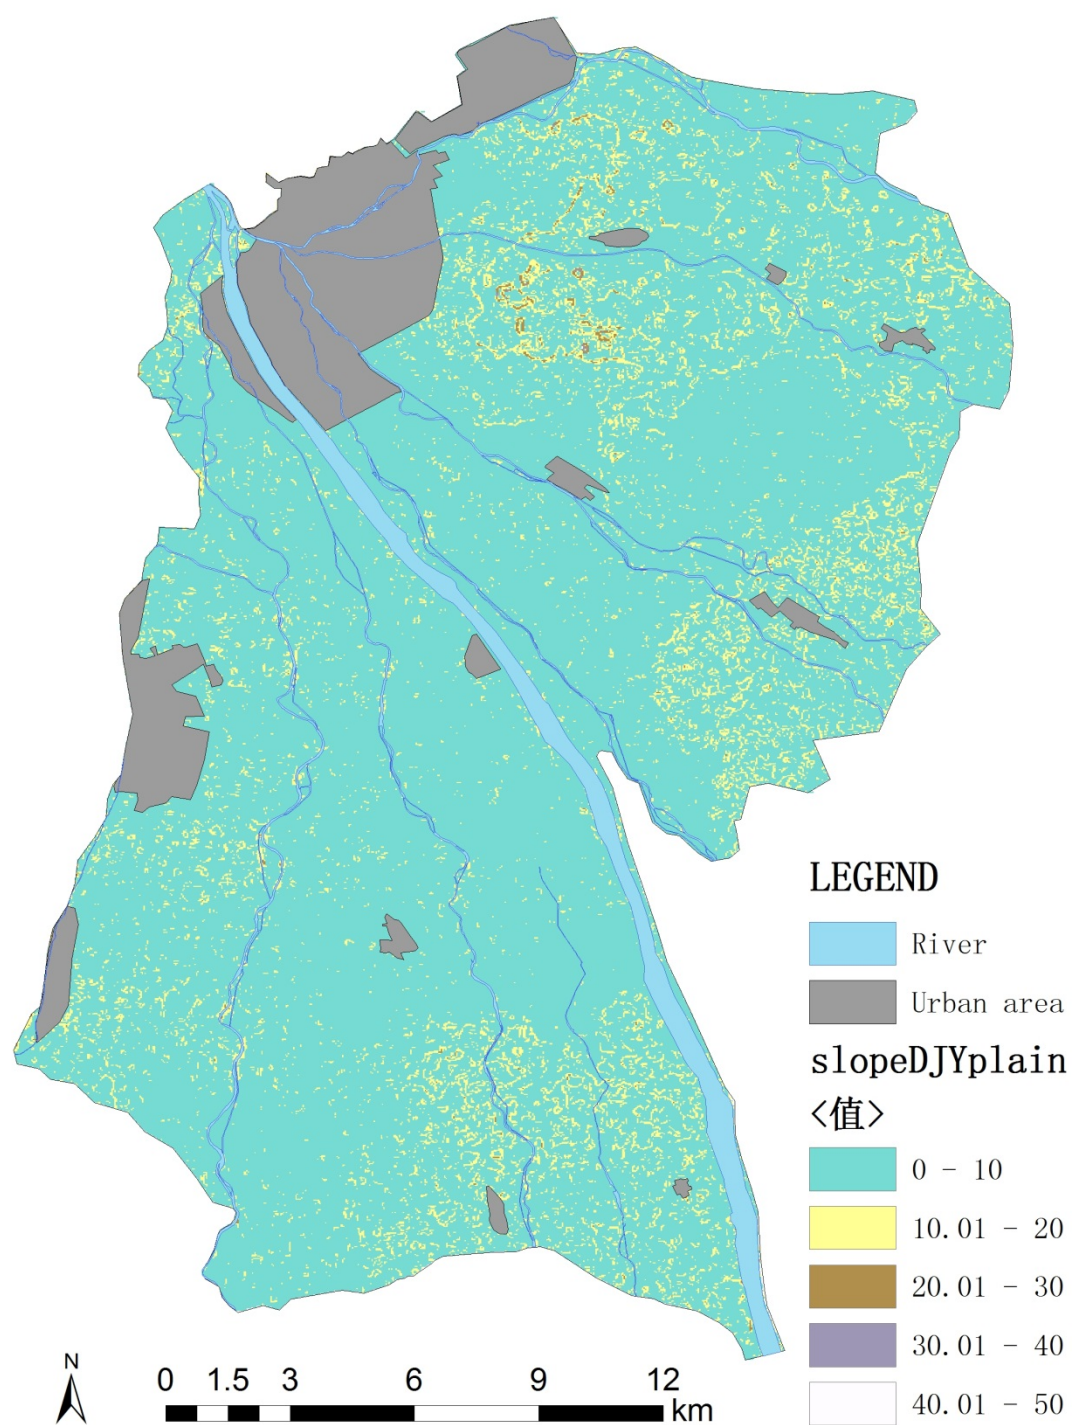 LEGEND
River
Urban area
slopeDJYplain
<值>
0 - 10
10.01 - 20
20.01 - 30
30.01 - 40
40.01 - 50
N
0 1.5 3 6 9 12
km